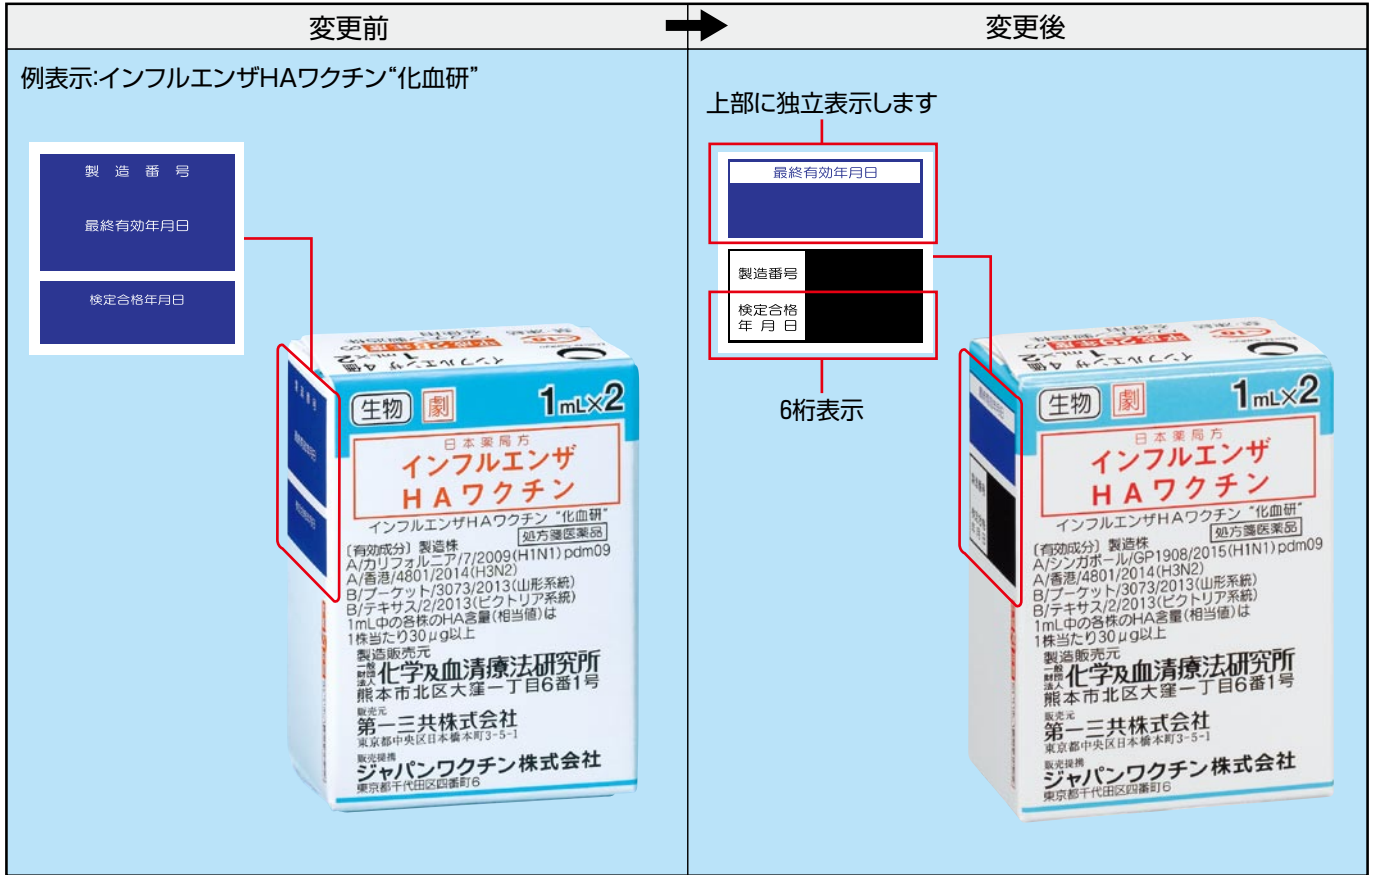 変更前
変更後
例表示:インフルエンザHAワクチン“化血研”
製造番号
最終有効年月日
検定合格年月日
生物
劇
1mL×2
日本薬局方
インフルエンザ
HAワクチン
インフルエンザHAワクチン “化血研”
処方箋医薬品
〔有効成分〕製造株
A/カリフォルニア/7/2009(H1N1)pdm09
A/香港/4801/2014(H3N2)
B/プーケット/3073/2013(山形系統)
B/テキサス/2/2013(ビクトリア系統)
1mL中の各株のHA含量(相当値)は
1株当たり30μg以上
製造販売元
一般財団法人化学及血清療法研究所
熊本市北区大窪一丁目6番1号
販売元
第一三共株式会社
東京都中央区日本橋本町3-5-1
販売提携
ジャパンワクチン株式会社
東京都千代田区四番町6
上部に独立表示します
最終有効年月日
製造番号
検定合格
年月日
6桁表示
生物
劇
1mL×2
日本薬局方
インフルエンザ
HAワクチン
インフルエンザHAワクチン “化血研”
処方箋医薬品
〔有効成分〕製造株
A/シンガポール/GP1908/2015(H1N1)pdm09
A/香港/4801/2014(H3N2)
B/プーケット/3073/2013(山形系統)
B/テキサス/2/2013(ビクトリア系統)
1mL中の各株のHA含量(相当値)は
1株当たり30μg以上
製造販売元
一般財団法人化学及血清療法研究所
熊本市北区大窪一丁目6番1号
販売元
第一三共株式会社
東京都中央区日本橋本町3-5-1
販売提携
ジャパンワクチン株式会社
東京都千代田区四番町6